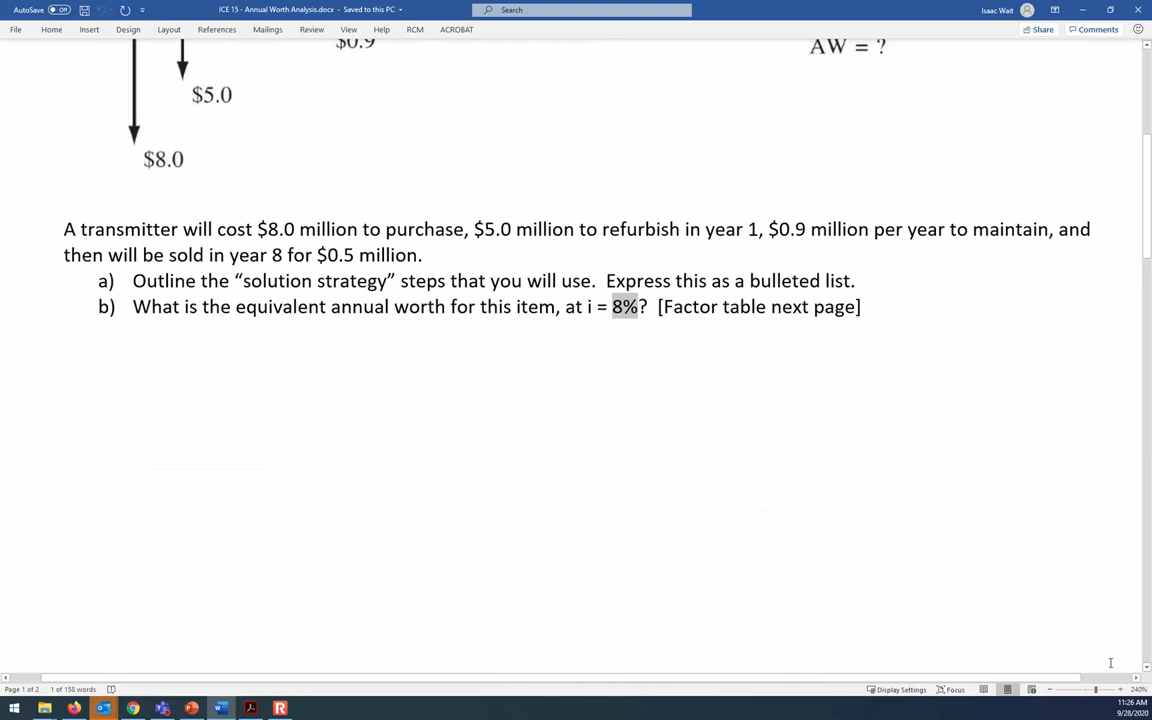 AutoSave Off ICE 15 - Annual Worth Analysis.docx - Saved to this PC Search Isaac Wait
File Home Insert Design Layout References Mailings Review View Help RCM ACROBAT Share Comments
$0.9
AW = ?
$5.0
$8.0
A transmitter will cost $8.0 million to purchase, $5.0 million to refurbish in year 1, $0.9 million per year to maintain, and
then will be sold in year 8 for $0.5 million.
a) Outline the “solution strategy” steps that you will use. Express this as a bulleted list.
b) What is the equivalent annual worth for this item, at i = 8%? [Factor table next page]
Page 1 of 2 1 of 158 words Display Settings Focus 240%
11:26 AM
9/28/2020